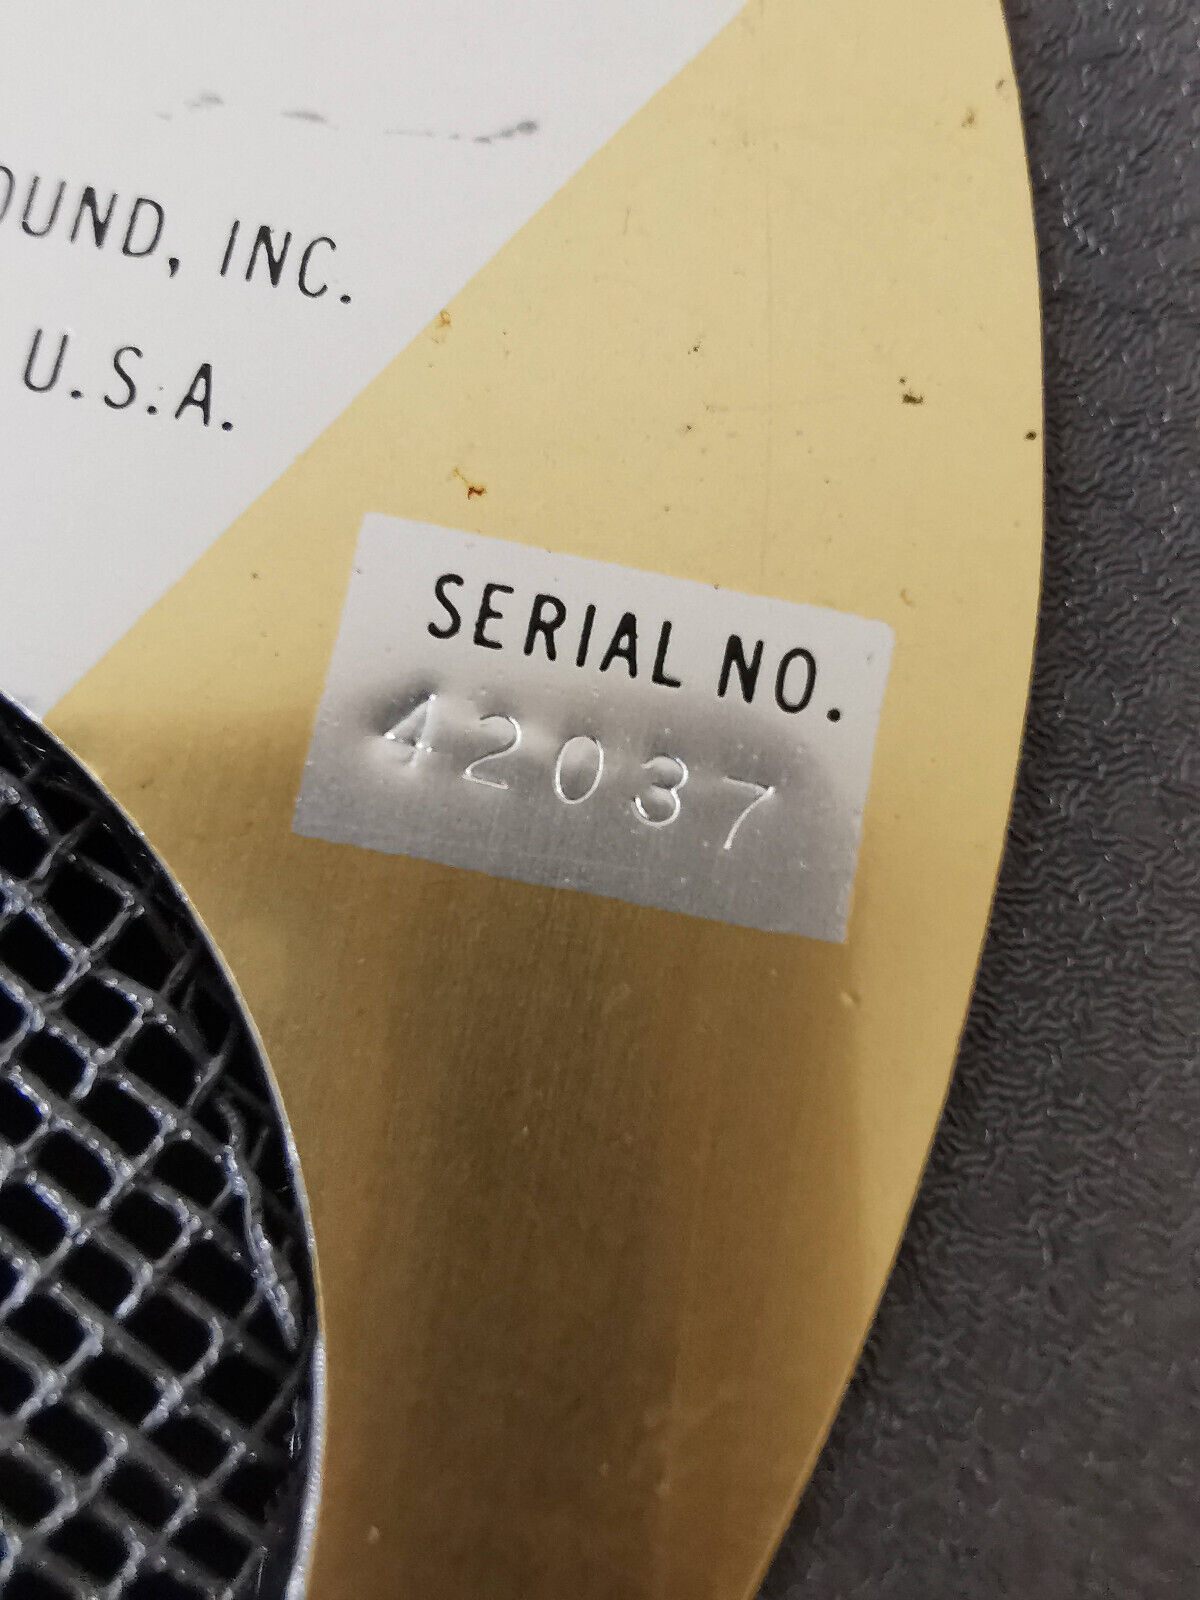 OUND, INC.
U.S.A.
SERIAL NO.
42037